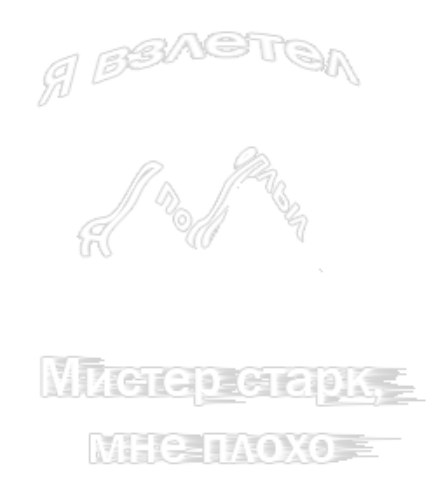 Я взлетел
Я поплыл
Мистер старк,
мне плохо